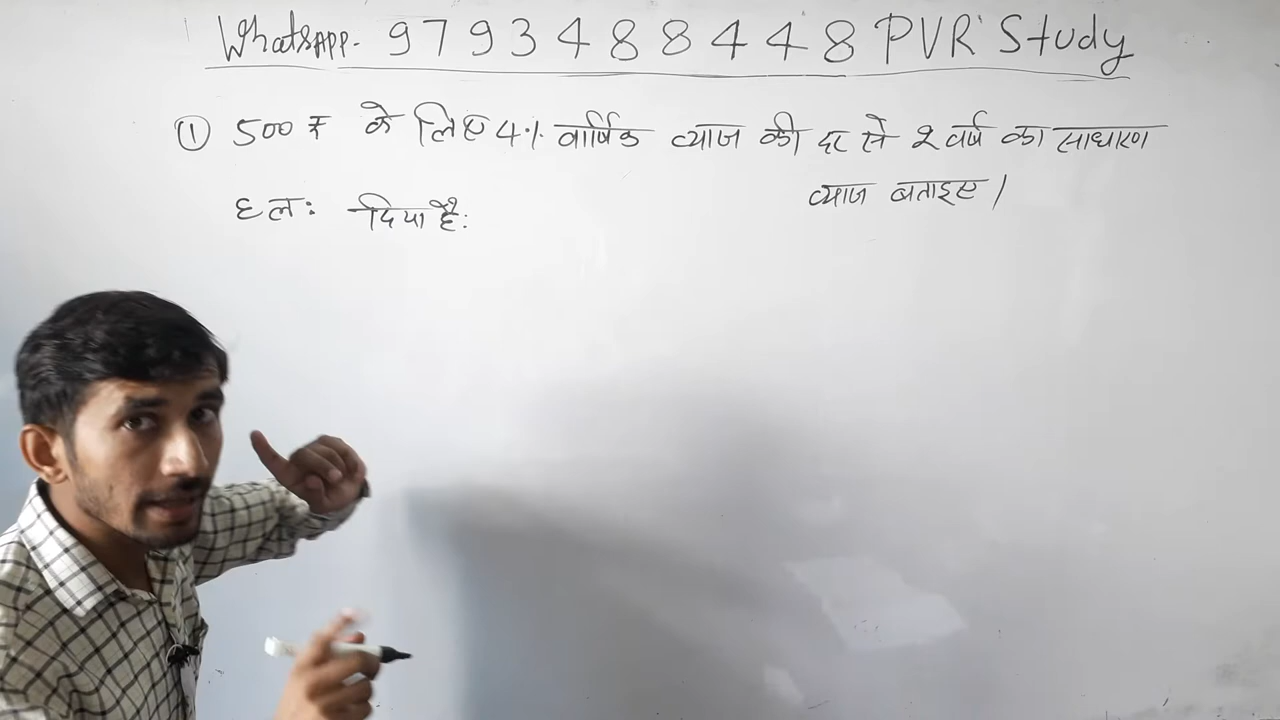 WhatsAPP- 9793488448 PVR Study
① 500 ₹ के लिए 4% वार्षिक ब्याज की दर से 2 वर्ष का साधारण
ब्याज बताइए।
हल: दिया है: